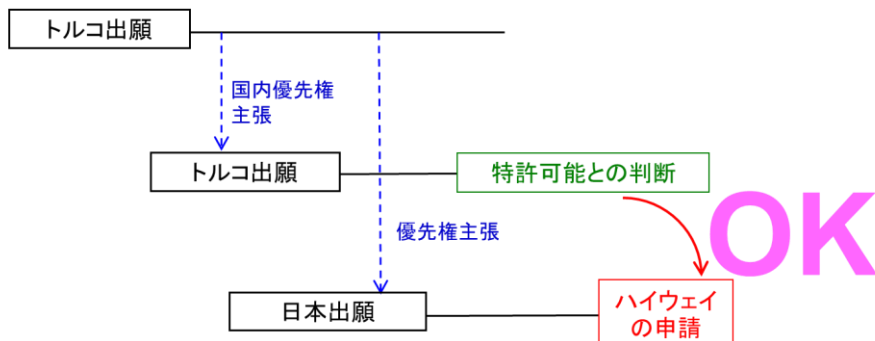 トルコ出願
国内優先権
主張
トルコ出願
特許可能との判断
OK
優先権主張
日本出願
ハイウェイ
の申請